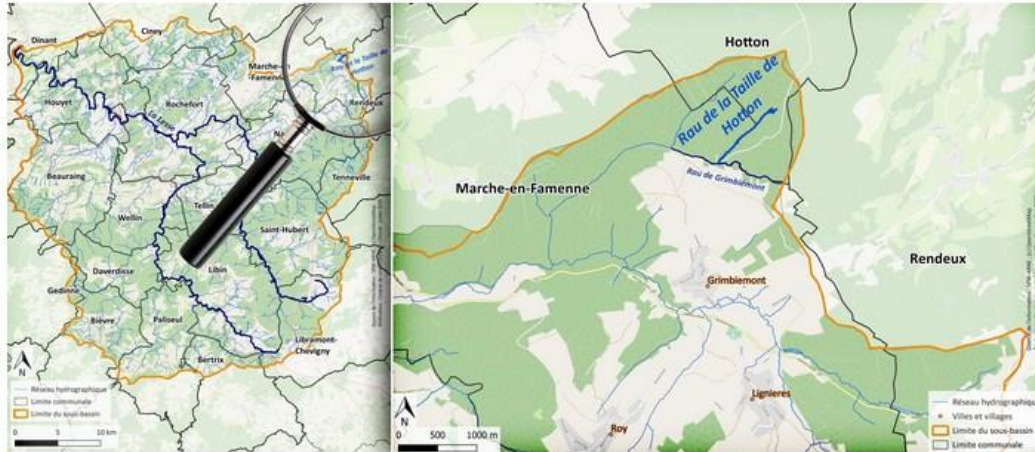 Dinant
Ciney
Marche-en-
Famenne
Rau de la Taille de
Hotton
Houyet
Rochefort
Rendeux
La Lesse
Na
Beauraing
Tenneville
Tellin
Wellin
Saint-Hubert
Daverdisse
Libin
Gedinne
Bièvre
Paliseul
Libramont-
Chevigny
Bertrix
N
Réseau hydrographique
Limite communale
Limite du sous-bassin
0 5 10 km
Hotton
Rau de la Taille de
Hotton
Rau de Grimbiemont
Marche-en-Famenne
Rendeux
Grimbiemont
Lignieres
Roy
N
0 500 1000 m
Réseau hydrographique
Villes et villages
Limite du sous-bassin
Limite communale